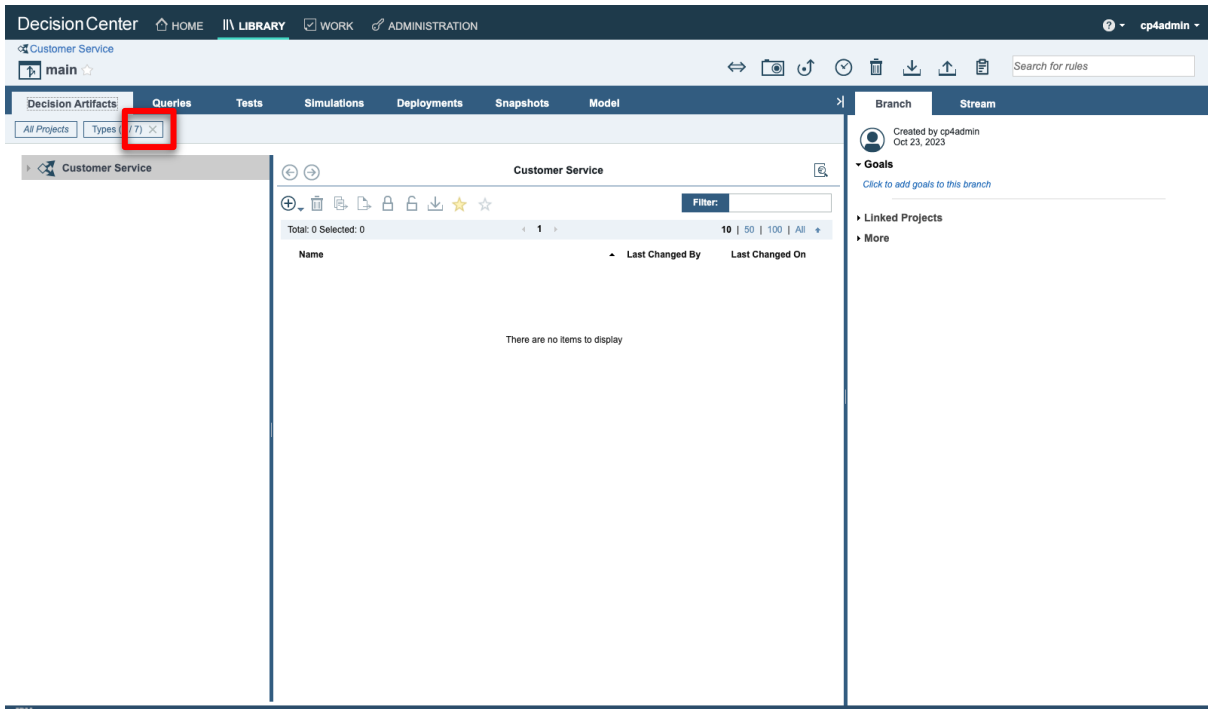 Decision Center HOME LIBRARY WORK ADMINISTRATION ? cp4admin
Customer Service
main
Search for rules
Decision Artifacts Queries Tests Simulations Deployments Snapshots Model
Branch Stream
All Projects Types / 7)
Created by cp4admin
Oct 23, 2023
Customer Service
Customer Service
Goals
Click to add goals to this branch
Filter:
Linked Projects
Total: 0 Selected: 0 1 10 | 50 | 100 | All
More
Name Last Changed By Last Changed On
There are no items to display